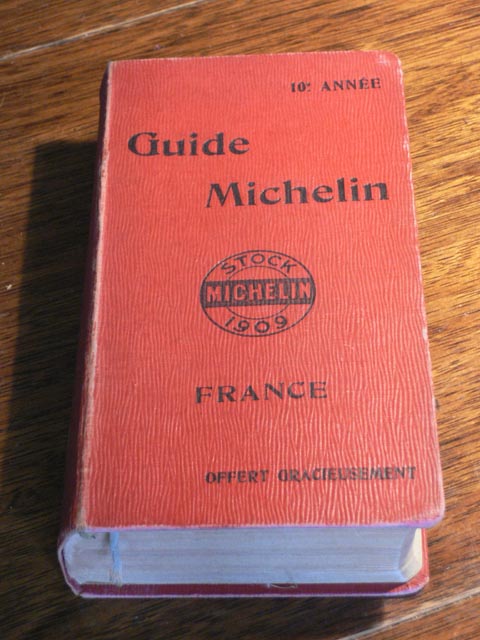 10e ANNÉE
Guide
Michelin
STOCK
MICHELIN
1909
FRANCE
OFFERT GRACIEUSEMENT